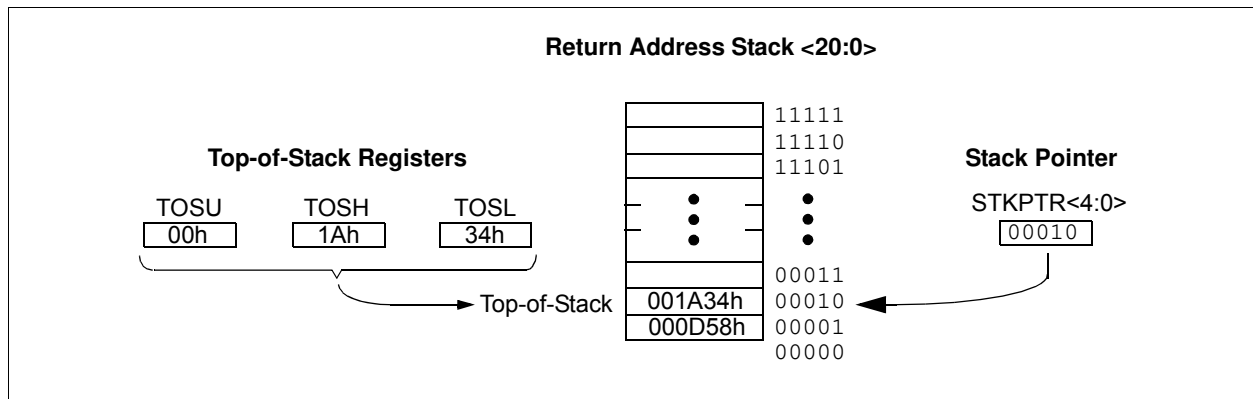 Return Address Stack <20:0>
11111
11110
11101
Top-of-Stack Registers
Stack Pointer
TOSU TOSH TOSL
STKPTR<4:0>
00h 1Ah 34h
00010
00011
Top-of-Stack 001A34h 00010
000D58h 00001
00000